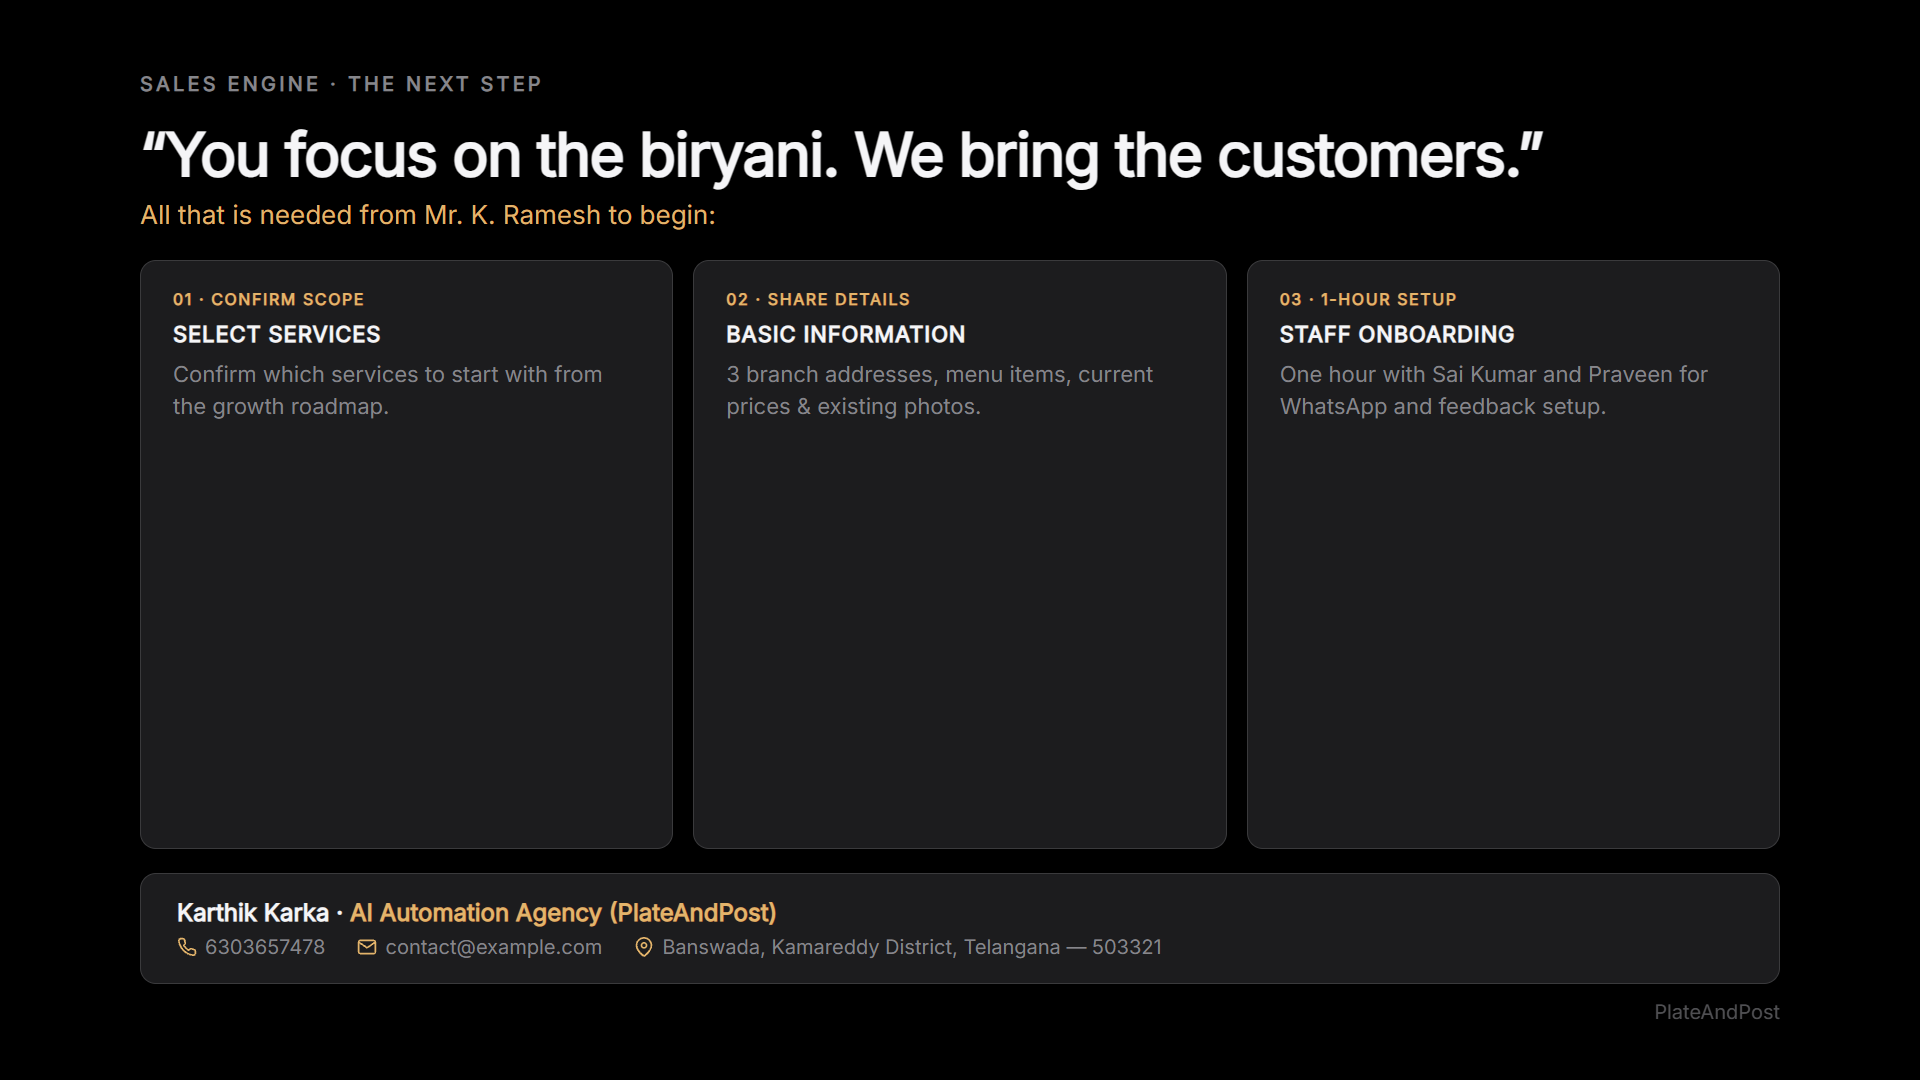 SALES ENGINE · THE NEXT STEP
“You focus on the biryani. We bring the customers.”
All that is needed from Mr. K. Ramesh to begin:
01 · CONFIRM SCOPE
SELECT SERVICES
Confirm which services to start with from
the growth roadmap.
02 · SHARE DETAILS
BASIC INFORMATION
3 branch addresses, menu items, current
prices & existing photos.
03 · 1-HOUR SETUP
STAFF ONBOARDING
One hour with Sai Kumar and Praveen for
WhatsApp and feedback setup.
Karthik Karka · AI Automation Agency (PlateAndPost)
6303657478 contact@example.com Banswada, Kamareddy District, Telangana — 503321
PlateAndPost